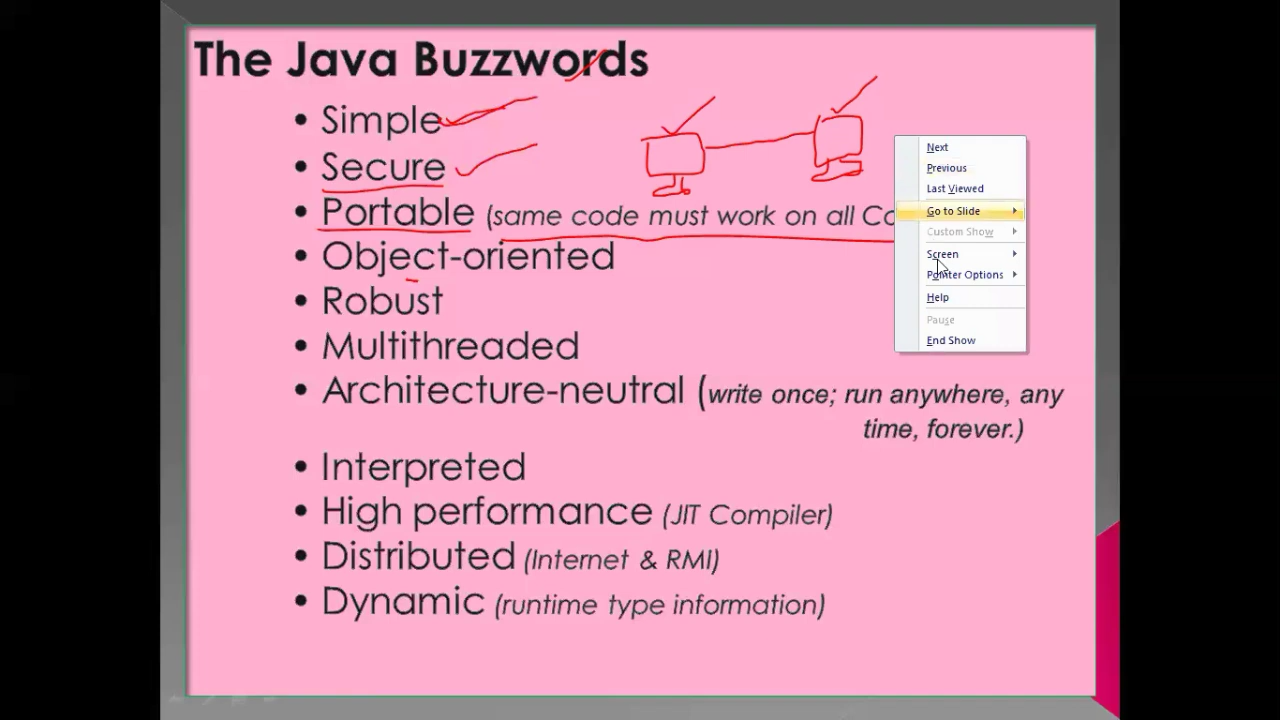 The Java Buzzwords
• Simple
• Secure
• Portable (same code must work on all
• Object-oriented
• Robust
• Multithreaded
• Architecture-neutral (write once; run anywhere, any
time, forever.)
• Interpreted
• High performance (JIT Compiler)
• Distributed (Internet & RMI)
• Dynamic (runtime type information)
Next
Previous
Last Viewed
Go to Slide
Custom Show
Screen
Pointer Options
Help
Pause
End Show